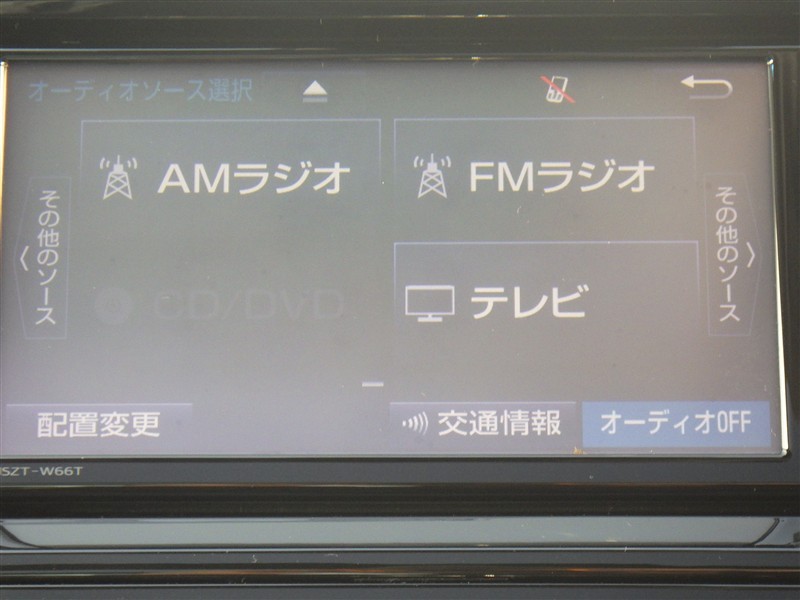 オーディオソース選択
AMラジオ
FMラジオ
その他のソース
その他のソース
CD/DVD
テレビ
配置変更
交通情報
オーディオOFF
NSZT-W66T